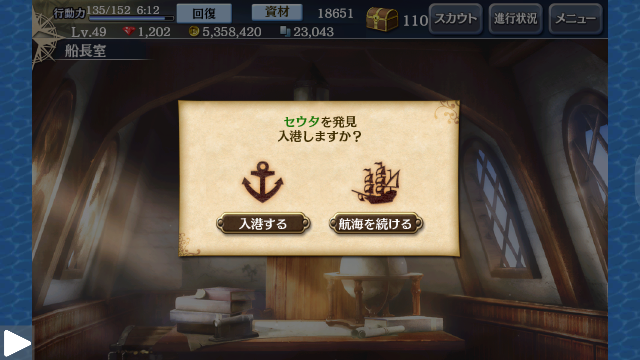 行動力 135/152 6:12 回復 資材 18651 110 スカウト 進行状況 メニュー
Lv.49 1,202 5,358,420 23,043
船長室
セウタを発見
入港しますか?
入港する 航海を続ける